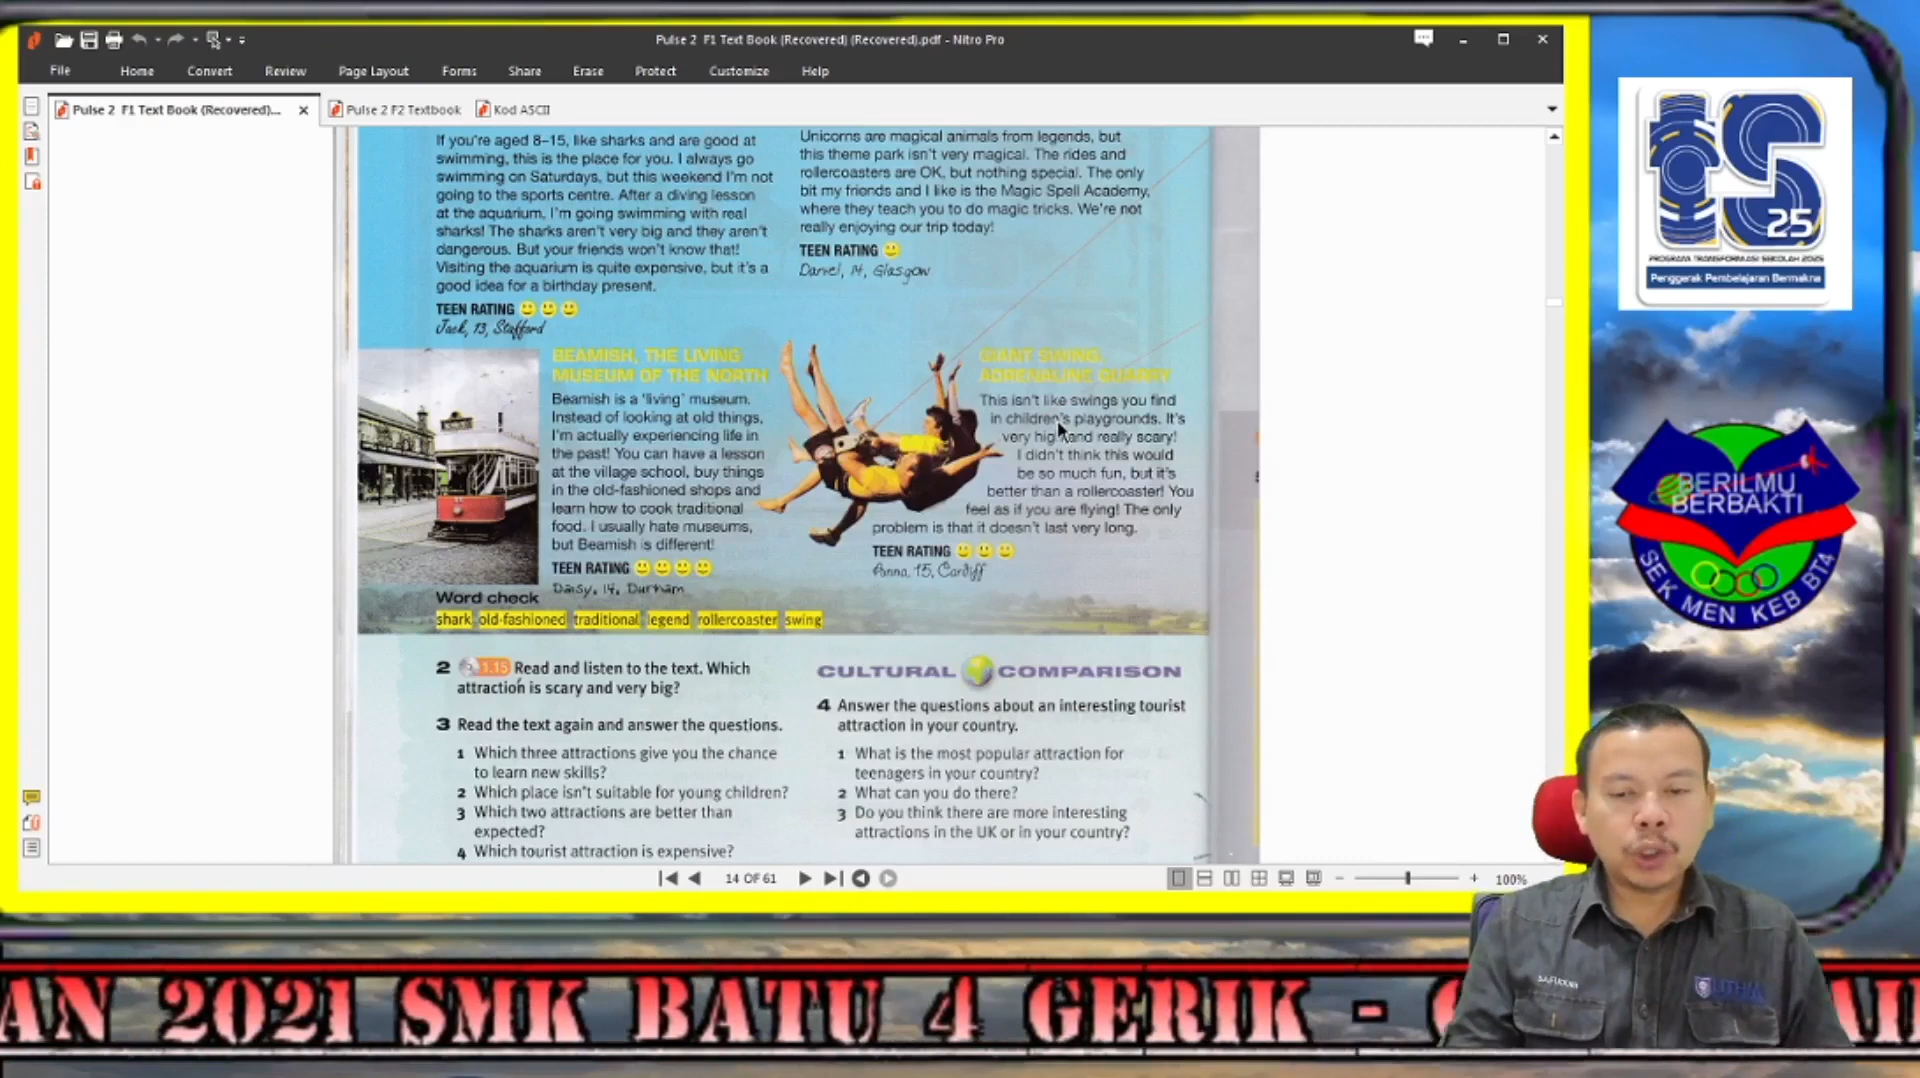 Pulse 2 F1 Text Book (Recovered) (Recovered).pdf - Nitro Pro
File Home Convert Review Page Layout Forms Share Erase Protect Customize Help
Pulse 2 F1 Text Book (Recovered)...
Pulse 2 F2 Textbook
Kod ASCII
If you're aged 8–15, like sharks and are good at
swimming, this is the place for you. I always go
swimming on Saturdays, but this weekend I'm not
going to the sports centre. After a diving lesson
at the aquarium, I'm going swimming with real
sharks! The sharks aren't very big and they aren't
dangerous. But your friends won't know that!
Visiting the aquarium is quite expensive, but it's a
good idea for a birthday present.
TEEN RATING
Jack, 13, Stafford
Unicorns are magical animals from legends, but
this theme park isn't very magical. The rides and
rollercoasters are OK, but nothing special. The only
bit my friends and I like is the Magic Spell Academy,
where they teach you to do magic tricks. We're not
really enjoying our trip today!
TEEN RATING
Daniel, 14, Glasgow
BEAMISH, THE LIVING
MUSEUM OF THE NORTH
Beamish is a 'living' museum.
Instead of looking at old things,
I'm actually experiencing life in
the past! You can have a lesson
at the village school, buy things
in the old-fashioned shops and
learn how to cook traditional
food. I usually hate museums,
but Beamish is different!
TEEN RATING
Daisy, 14, Durham
GIANT SWING,
ADRENALINE QUARRY
This isn't like swings you find
in children's playgrounds. It's
very high and really scary!
I didn't think this would
be so much fun, but it's
better than a rollercoaster! You
feel as if you are flying! The only
problem is that it doesn't last very long.
TEEN RATING
Anna, 15, Cardiff
Word check
shark old-fashioned traditional legend rollercoaster swing
2 1.15 Read and listen to the text. Which
attraction is scary and very big?
3 Read the text again and answer the questions.
1 Which three attractions give you the chance
to learn new skills?
2 Which place isn't suitable for young children?
3 Which two attractions are better than
expected?
4 Which tourist attraction is expensive?
CULTURAL COMPARISON
4 Answer the questions about an interesting tourist
attraction in your country.
1 What is the most popular attraction for
teenagers in your country?
2 What can you do there?
3 Do you think there are more interesting
attractions in the UK or in your country?
14 OF 61
100%
tS
25
PROGRAM TRANSFORMASI SEKOLAH 2025
Penggerak Pembelajaran Bermakna
BERILMU
BERBAKTI
SEK MEN KEB BT4
AN 2021 SMK BATU 4 GERIK -